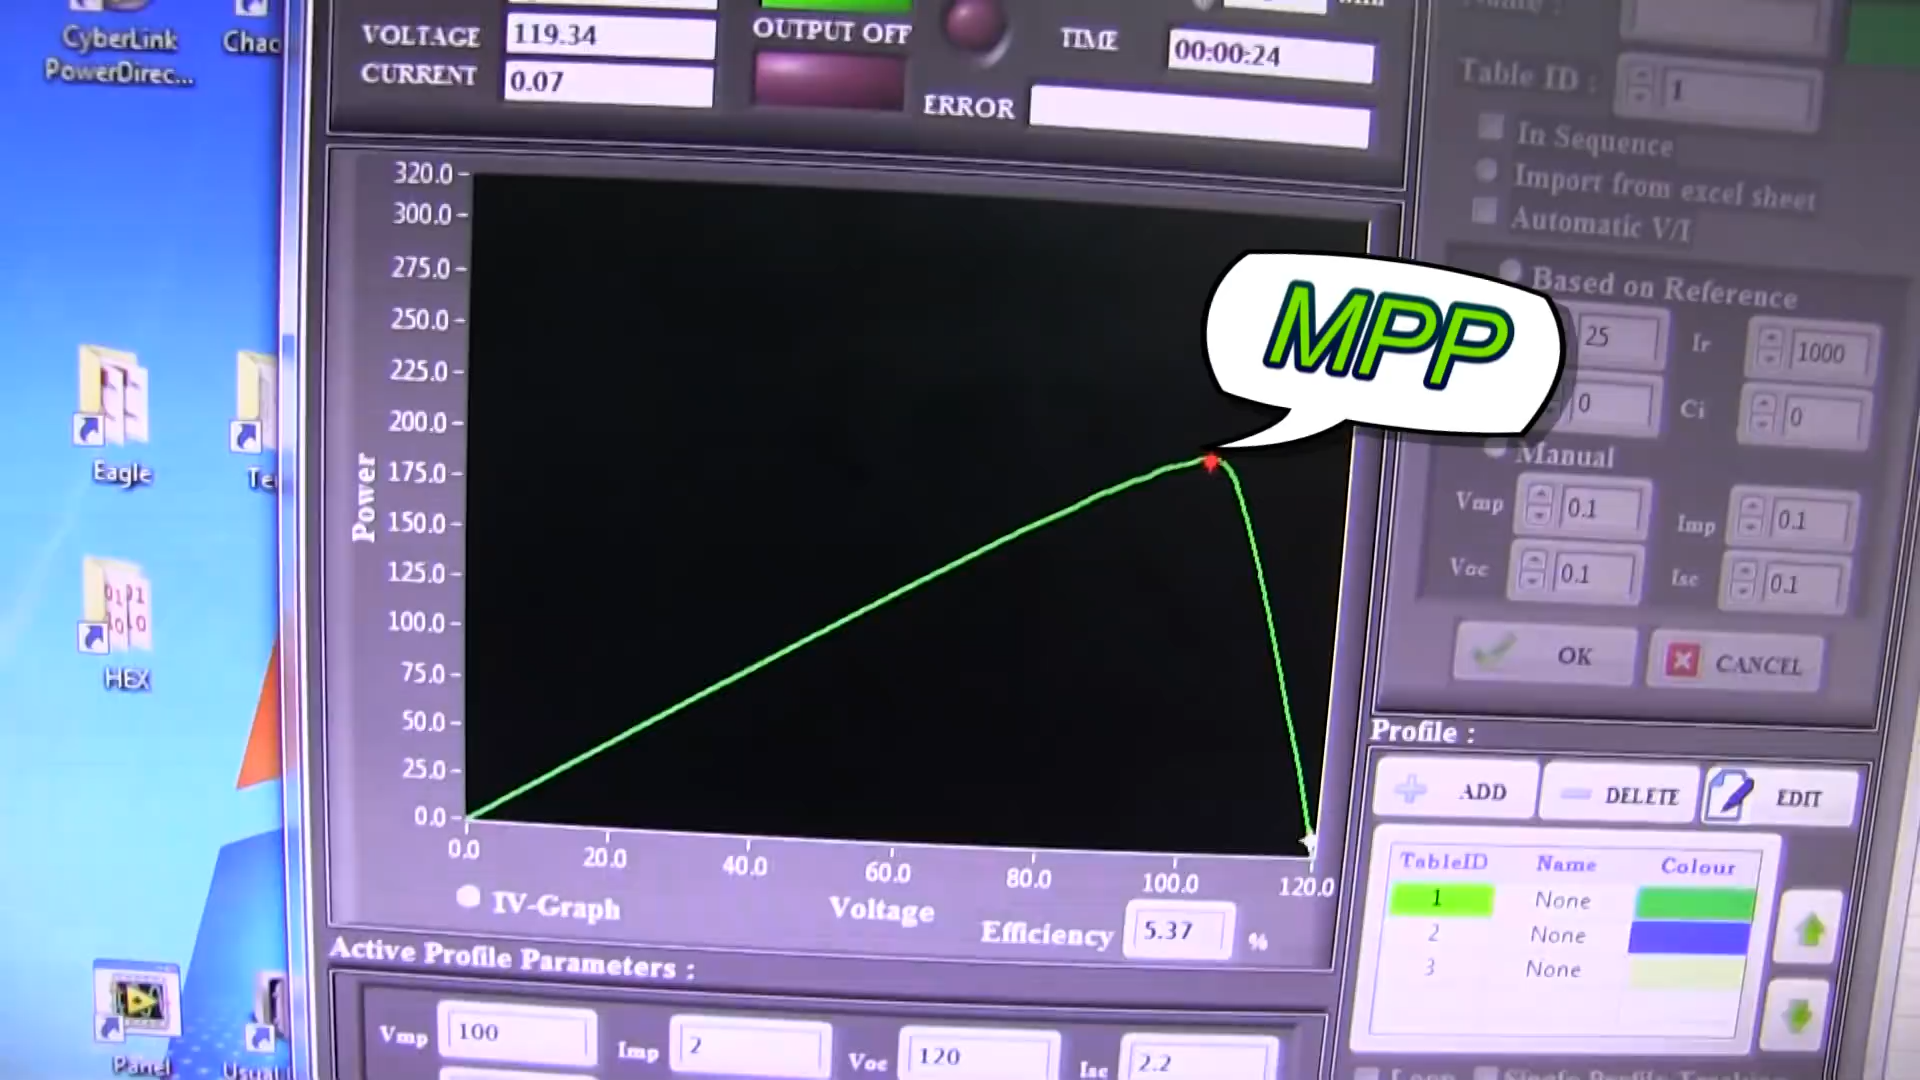 CyberLink
PowerDirec...
Chac
VOLTAGE
119.34
CURRENT
0.07
OUTPUT OFF
TIME
00:00:24
ERROR
Table ID :
1
In Sequence
Import from excel sheet
Automatic V/I
Based on Reference
25
Ir
1000
0
Ci
0
Manual
Vmp
0.1
Imp
0.1
Voc
0.1
Isc
0.1
OK
CANCEL
MPP
320.0
300.0
275.0
250.0
225.0
200.0
175.0
150.0
125.0
100.0
75.0
50.0
25.0
0.0
Power
0.0
20.0
40.0
60.0
80.0
100.0
120.0
IV-Graph
Voltage
Efficiency
5.37
%
Eagle
HEX
Panel
Profile :
ADD
DELETE
EDIT
TableID Name Colour
1 None
2 None
3 None
Active Profile Parameters :
Vmp
100
Imp
2
Voc
120
Isc
2.2